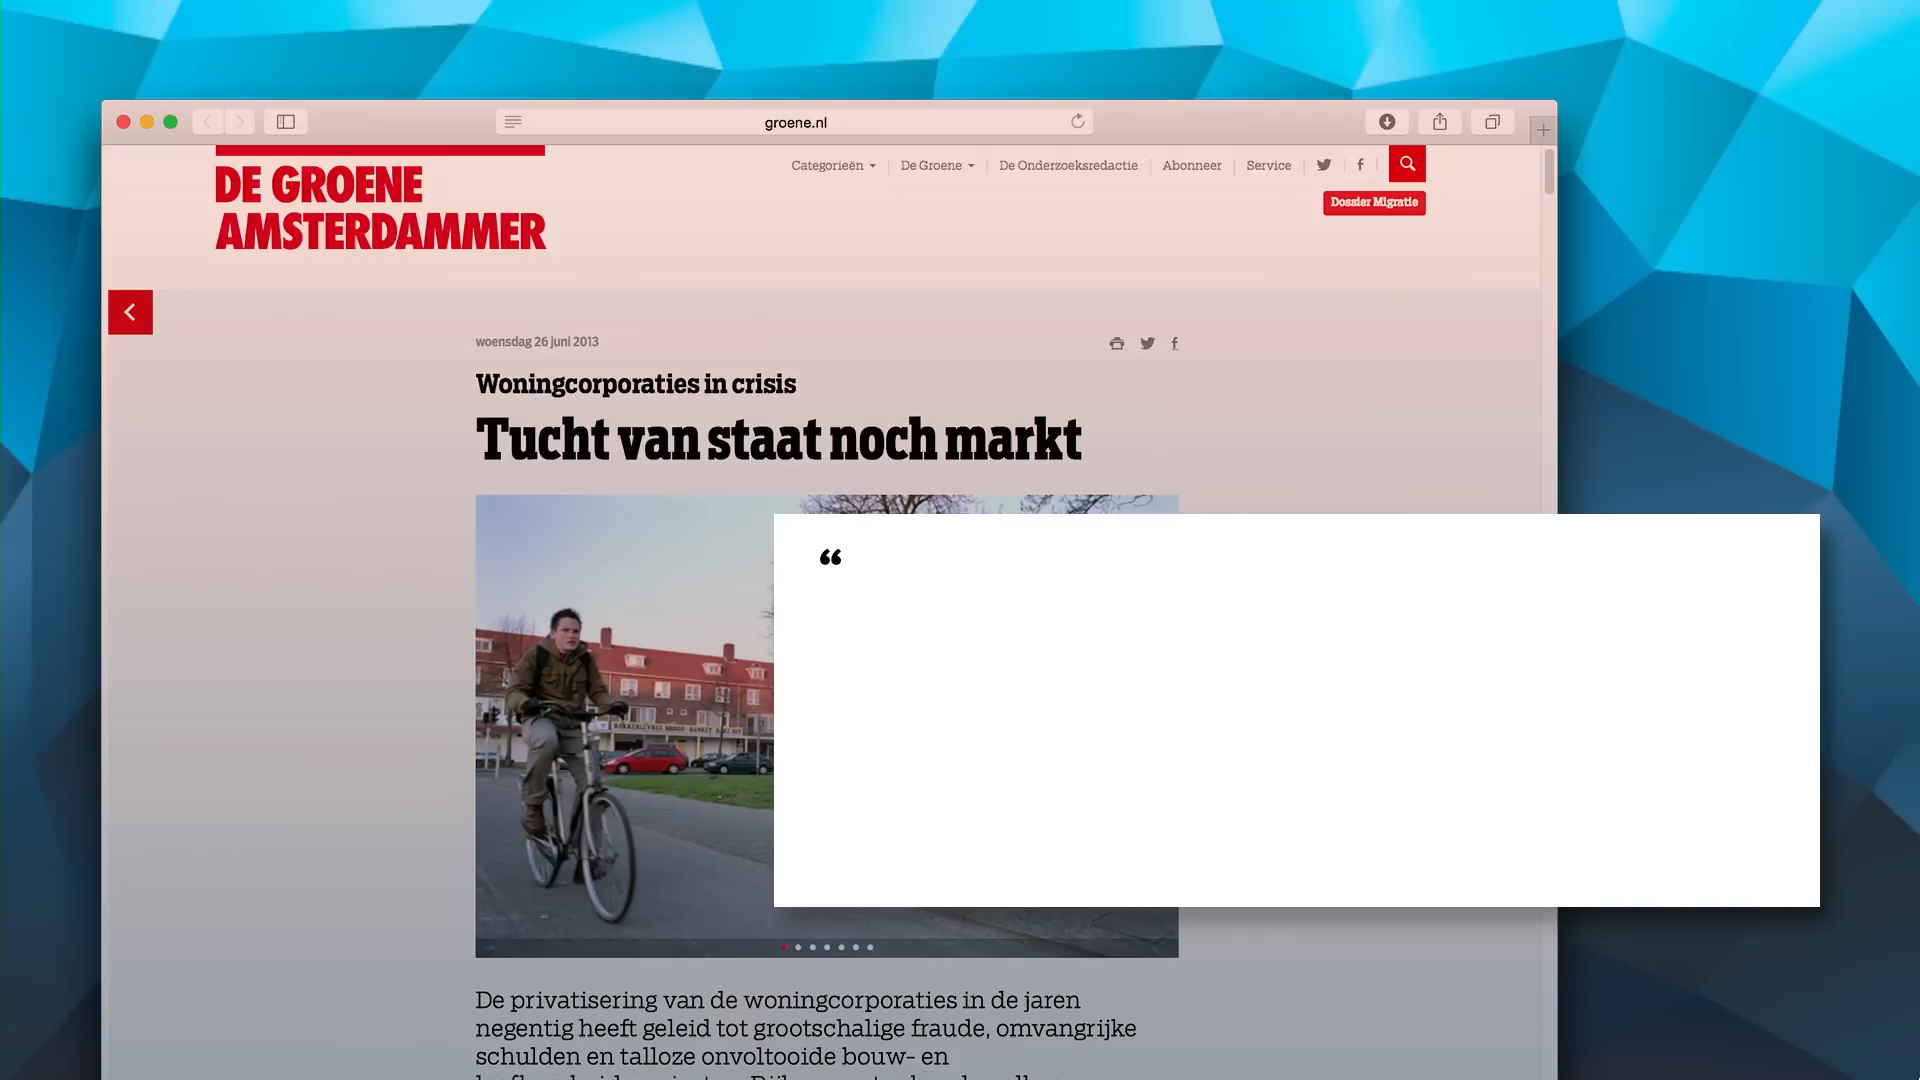 groene.nl
DE GROENE
AMSTERDAMMER
Categorieën
De Groene
De Onderzoeksredactie
Abonneer
Service
Dossier Migratie
woensdag 26 juni 2013
Woningcorporaties in crisis
Tucht van staat noch markt
“
De privatisering van de woningcorporaties in de jaren
negentig heeft geleid tot grootschalige fraude, omvangrijke
schulden en talloze onvoltooide bouw- en